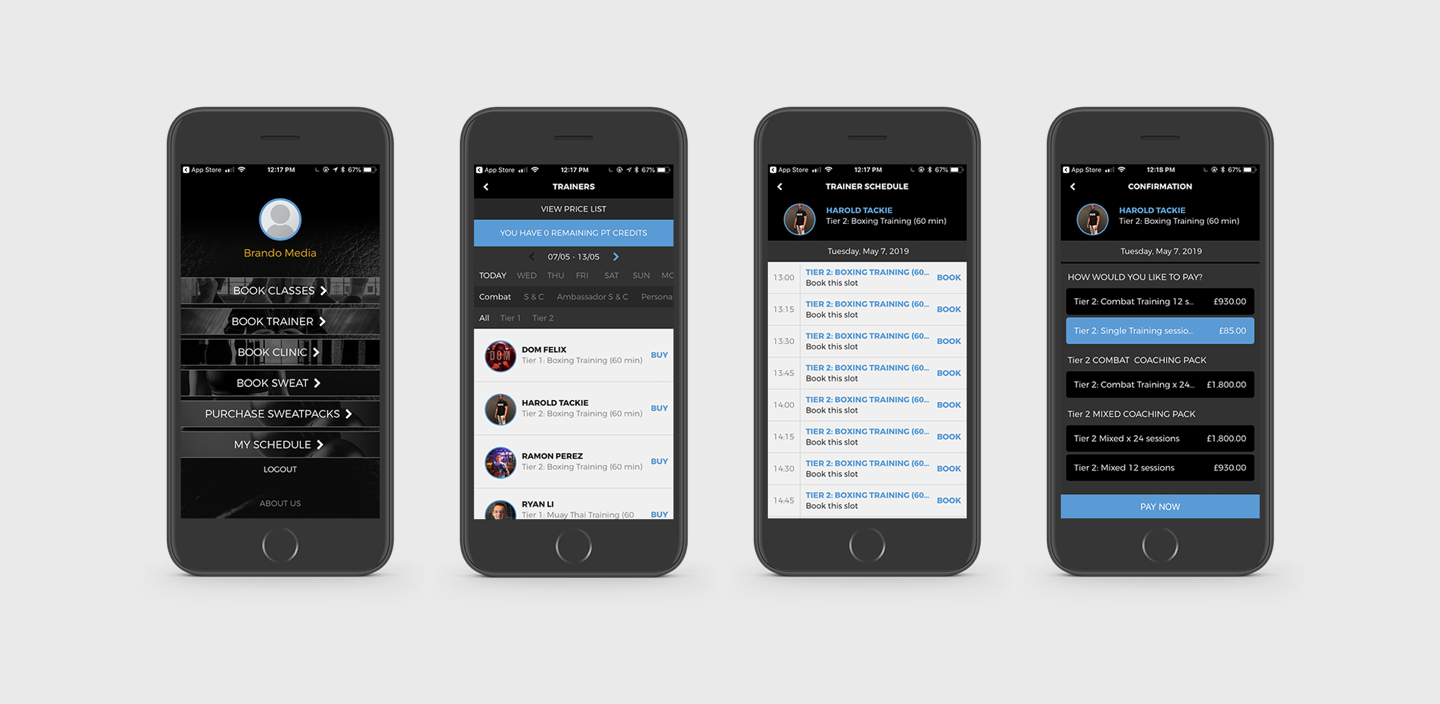 App Store
12:17 PM
67%
Brando Media
BOOK CLASSES
BOOK TRAINER
BOOK CLINIC
BOOK SWEAT
PURCHASE SWEATPACKS
MY SCHEDULE
LOGOUT
ABOUT US
App Store
12:17 PM
67%
TRAINERS
VIEW PRICE LIST
YOU HAVE 0 REMAINING PT CREDITS
07/05 - 13/05
TODAY WED THU FRI SAT SUN MC
Combat S & C Ambassador S & C Persona
All Tier 1 Tier 2
DOM FELIX
Tier 1: Boxing Training (60 min)
BUY
HAROLD TACKIE
Tier 2: Boxing Training (60 min)
BUY
RAMON PEREZ
Tier 2: Boxing Training (60 min)
BUY
RYAN LI
Tier 1: Muay Thai Training (60
BUY
App Store
12:17 PM
67%
TRAINER SCHEDULE
HAROLD TACKIE
Tier 2: Boxing Training (60 min)
Tuesday, May 7, 2019
13:00 TIER 2: BOXING TRAINING (60... BOOK
Book this slot
13:15 TIER 2: BOXING TRAINING (60... BOOK
Book this slot
13:30 TIER 2: BOXING TRAINING (60... BOOK
Book this slot
13:45 TIER 2: BOXING TRAINING (60... BOOK
Book this slot
14:00 TIER 2: BOXING TRAINING (60... BOOK
Book this slot
14:15 TIER 2: BOXING TRAINING (60... BOOK
Book this slot
14:30 TIER 2: BOXING TRAINING (60... BOOK
Book this slot
14:45 TIER 2: BOXING TRAINING (60... BOOK
Book this slot
App Store
12:18 PM
67%
CONFIRMATION
HAROLD TACKIE
Tier 2: Boxing Training (60 min)
Tuesday, May 7, 2019
HOW WOULD YOU LIKE TO PAY?
Tier 2: Combat Training 12 s... £930.00
Tier 2: Single Training sessio... £85.00
Tier 2 COMBAT COACHING PACK
Tier 2: Combat Training x 24... £1,800.00
Tier 2 MIXED COACHING PACK
Tier 2 Mixed x 24 sessions £1,800.00
Tier 2: Mixed 12 sessions £930.00
PAY NOW